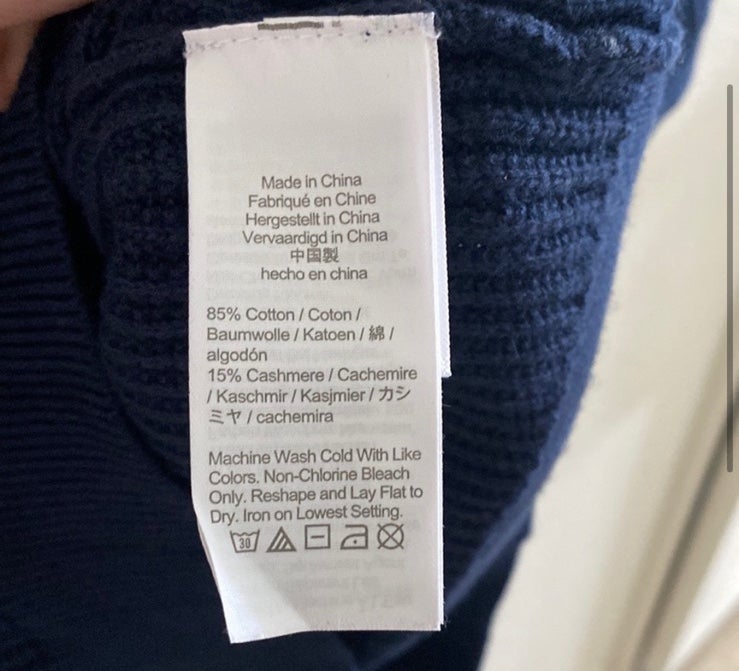 Made in China
Fabriqué en Chine
Hergestellt in China
Vervaardigd in China
中国製
hecho en china
85% Cotton / Coton /
Baumwolle / Katoen / 綿 /
algodón
15% Cashmere / Cachemire
/ Kaschmir / Kasjmier / カシ
ミヤ / cachemira
Machine Wash Cold With Like
Colors. Non-Chlorine Bleach
Only. Reshape and Lay Flat to
Dry. Iron on Lowest Setting.
30